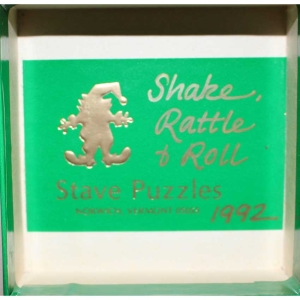 Shake,
Rattle
& Roll
Stave Puzzles
1992